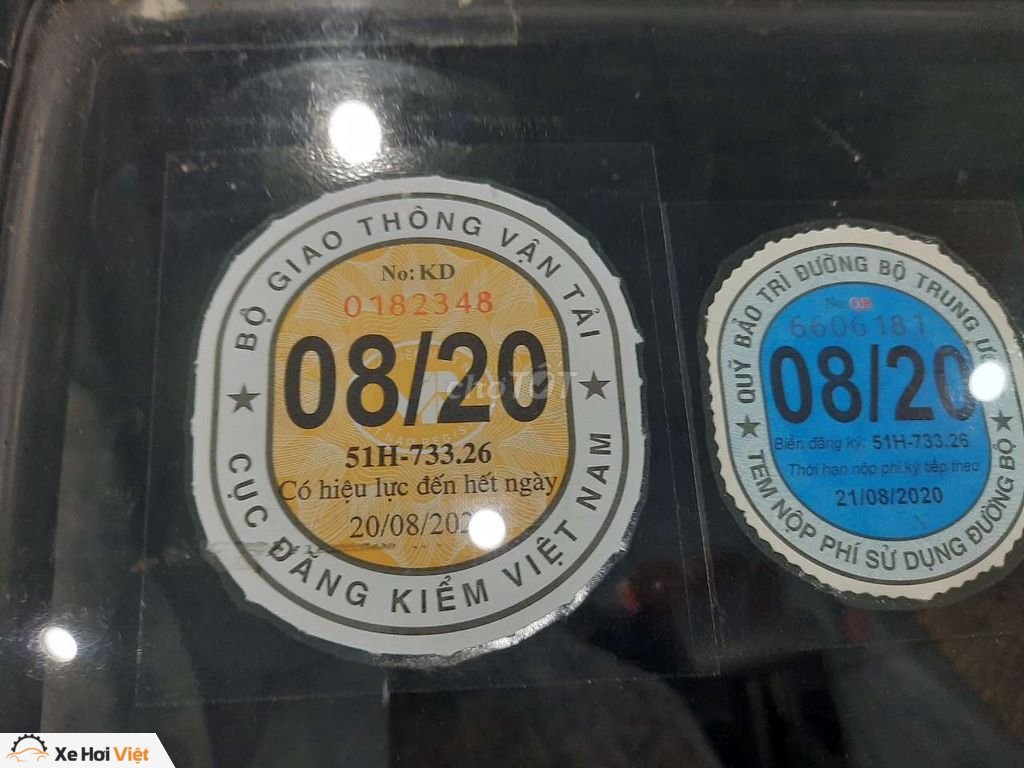 BỘ GIAO THÔNG VẬN TẢI
No: KD
0182348
08/20
51H-733.26
Có hiệu lực đến hết ngày
20/08/202
CỤC ĐĂNG KIỂM VIỆT NAM
QUỸ BẢO TRÌ ĐƯỜNG BỘ TRUNG Ư
No:
6606181
08/20
Biển đăng ký: 51H-733.26
Thời hạn nộp phí kỳ tiếp theo
21/08/2020
TEM NỘP PHÍ SỬ DỤNG ĐƯỜNG BỘ
chợTỐT
Xe Hơi Việt